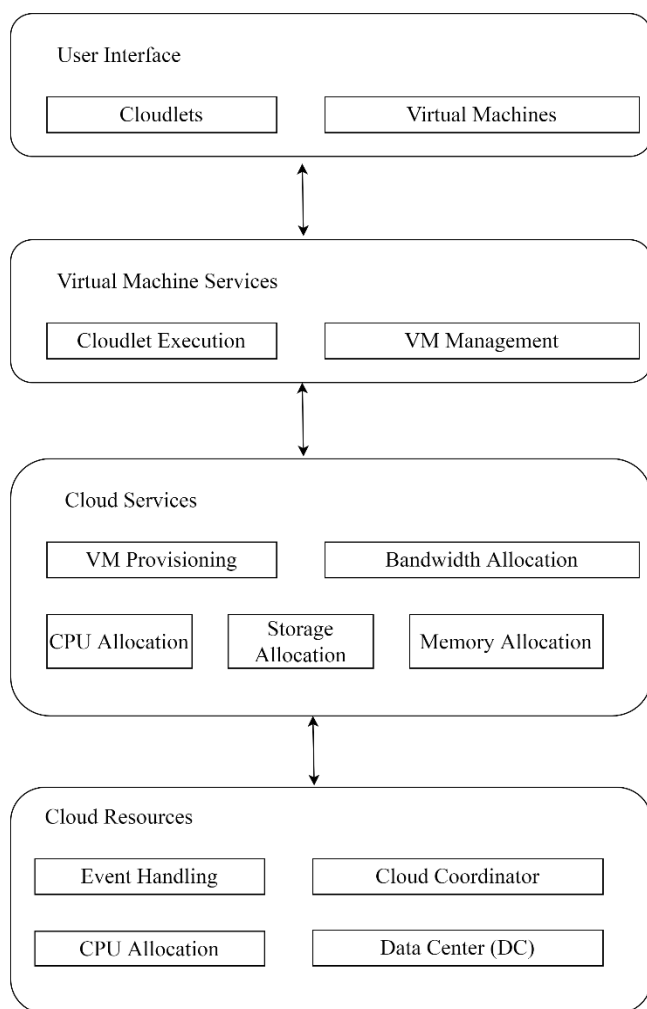 User Interface
Cloudlets
Virtual Machines
Virtual Machine Services
Cloudlet Execution
VM Management
Cloud Services
VM Provisioning
Bandwidth Allocation
CPU Allocation
Storage
Allocation
Memory Allocation
Cloud Resources
Event Handling
Cloud Coordinator
CPU Allocation
Data Center (DC)